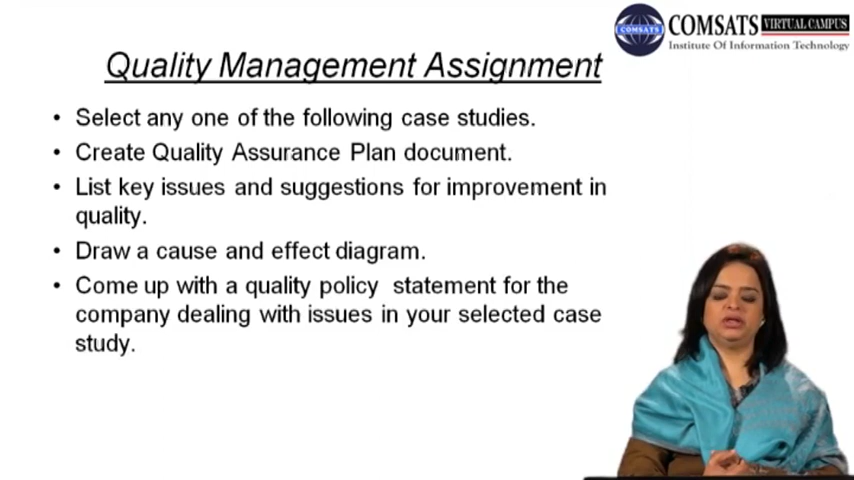 COMSATS VIRTUAL CAMPUS
COMSATS
Institute Of Information Technology
Quality Management Assignment
• Select any one of the following case studies.
• Create Quality Assurance Plan document.
• List key issues and suggestions for improvement in
quality.
• Draw a cause and effect diagram.
• Come up with a quality policy statement for the
company dealing with issues in your selected case
study.